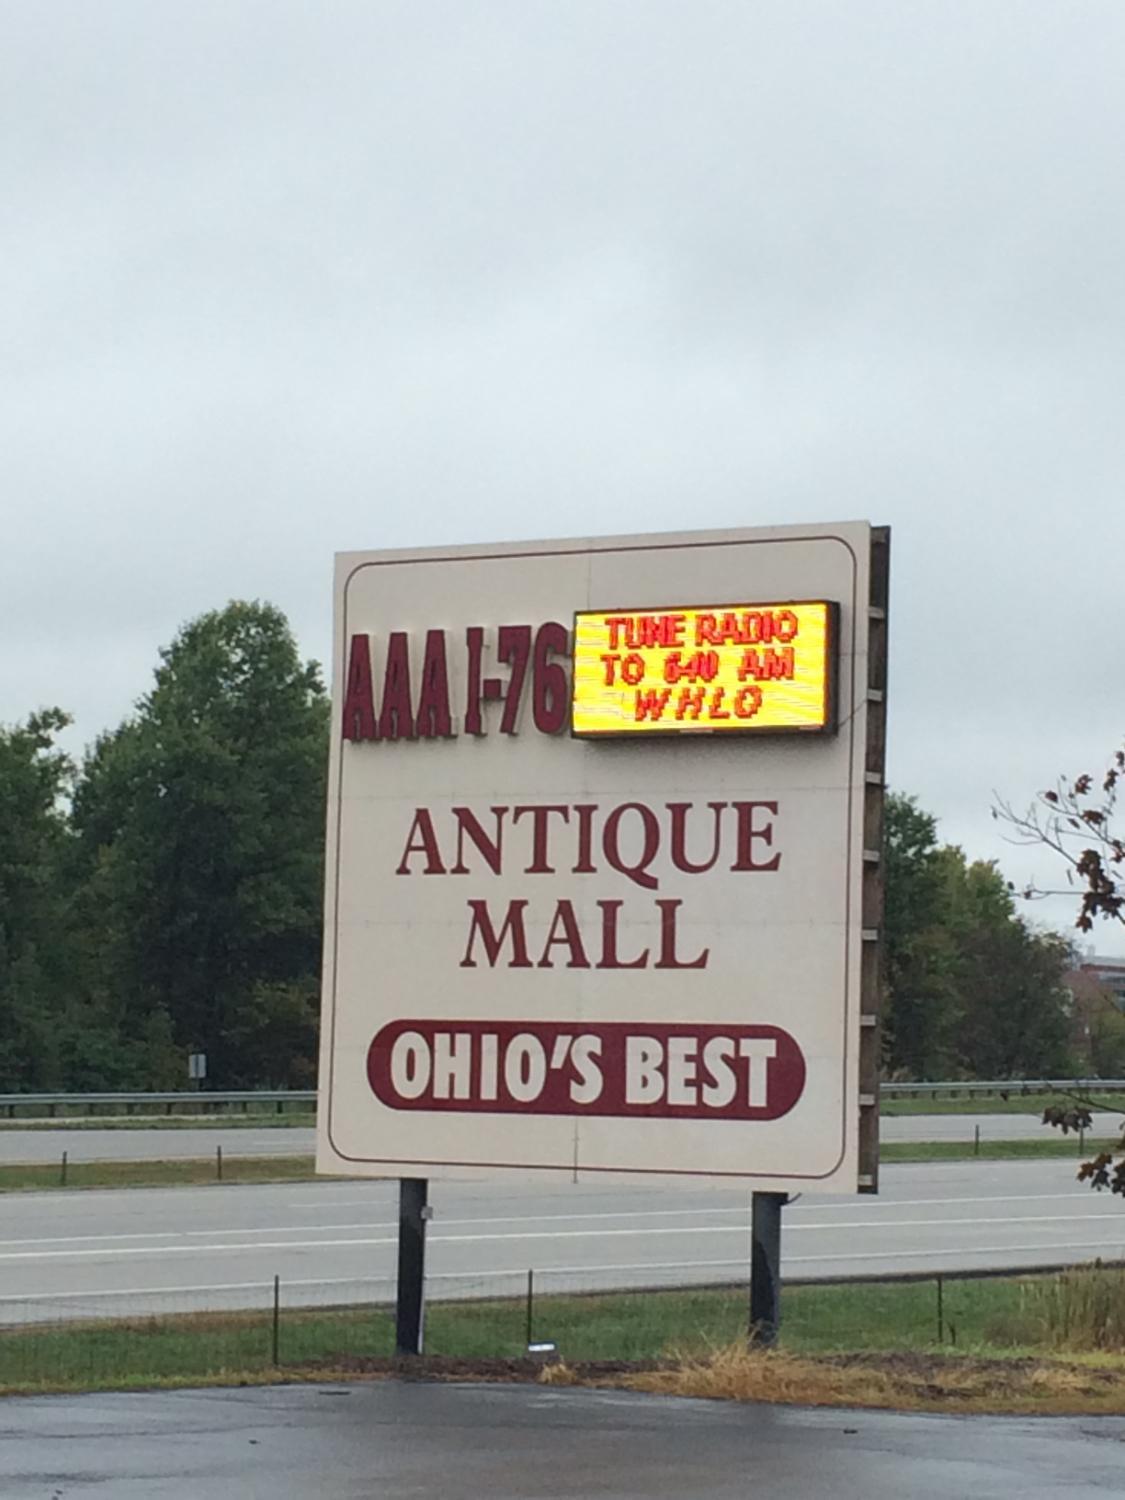 AAA I-76
TUNE RADIO
TO 640 AM
WHLO
ANTIQUE
MALL
OHIO'S BEST